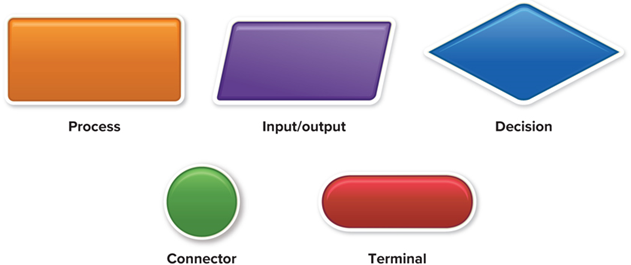 Process
Input/output
Decision
Connector
Terminal